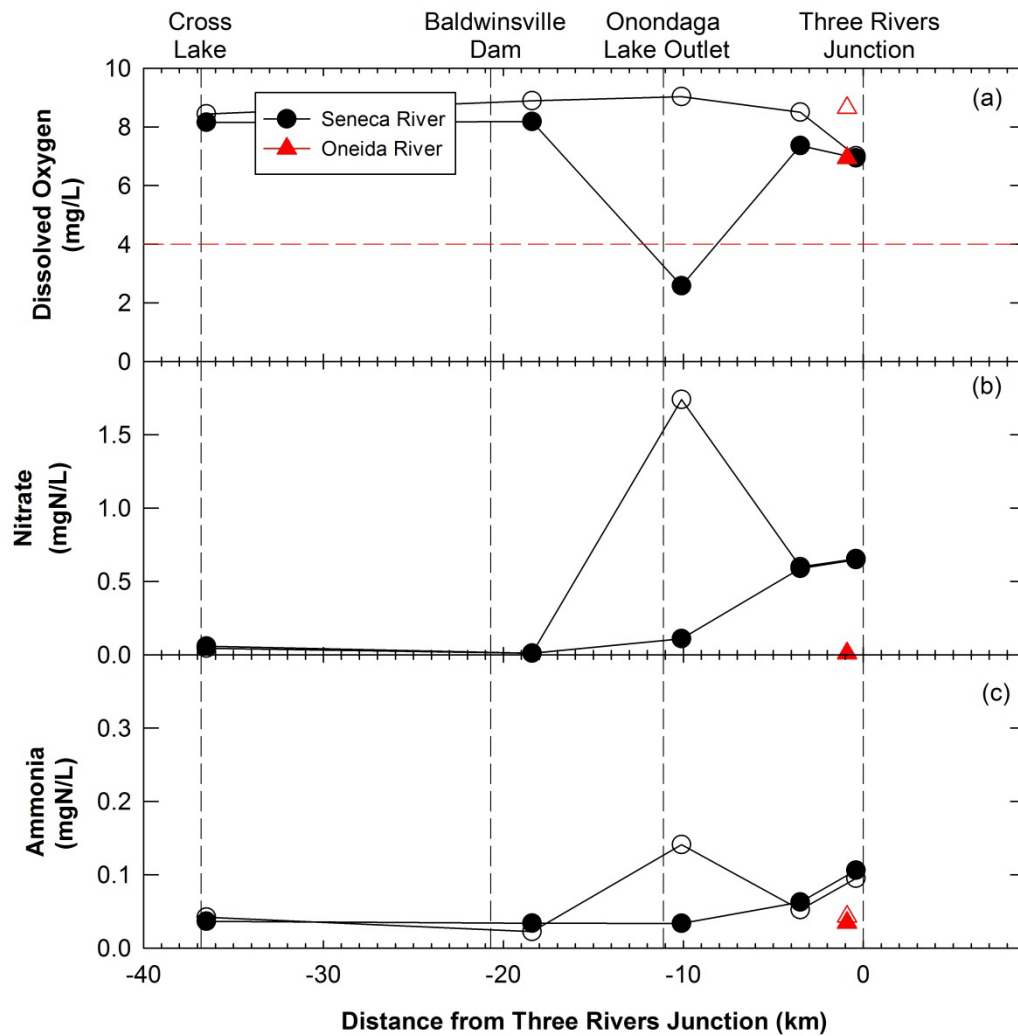 Cross
Lake
Baldwinsville
Dam
Onondaga
Lake Outlet
Three Rivers
Junction
(a)
Seneca River
Oneida River
Dissolved Oxygen
(mg/L)
10
8
6
4
2
0
(b)
Nitrate
(mgN/L)
1.5
1.0
0.5
0.0
(c)
Ammonia
(mgN/L)
0.3
0.2
0.1
0.0
-40 -30 -20 -10 0
Distance from Three Rivers Junction (km)